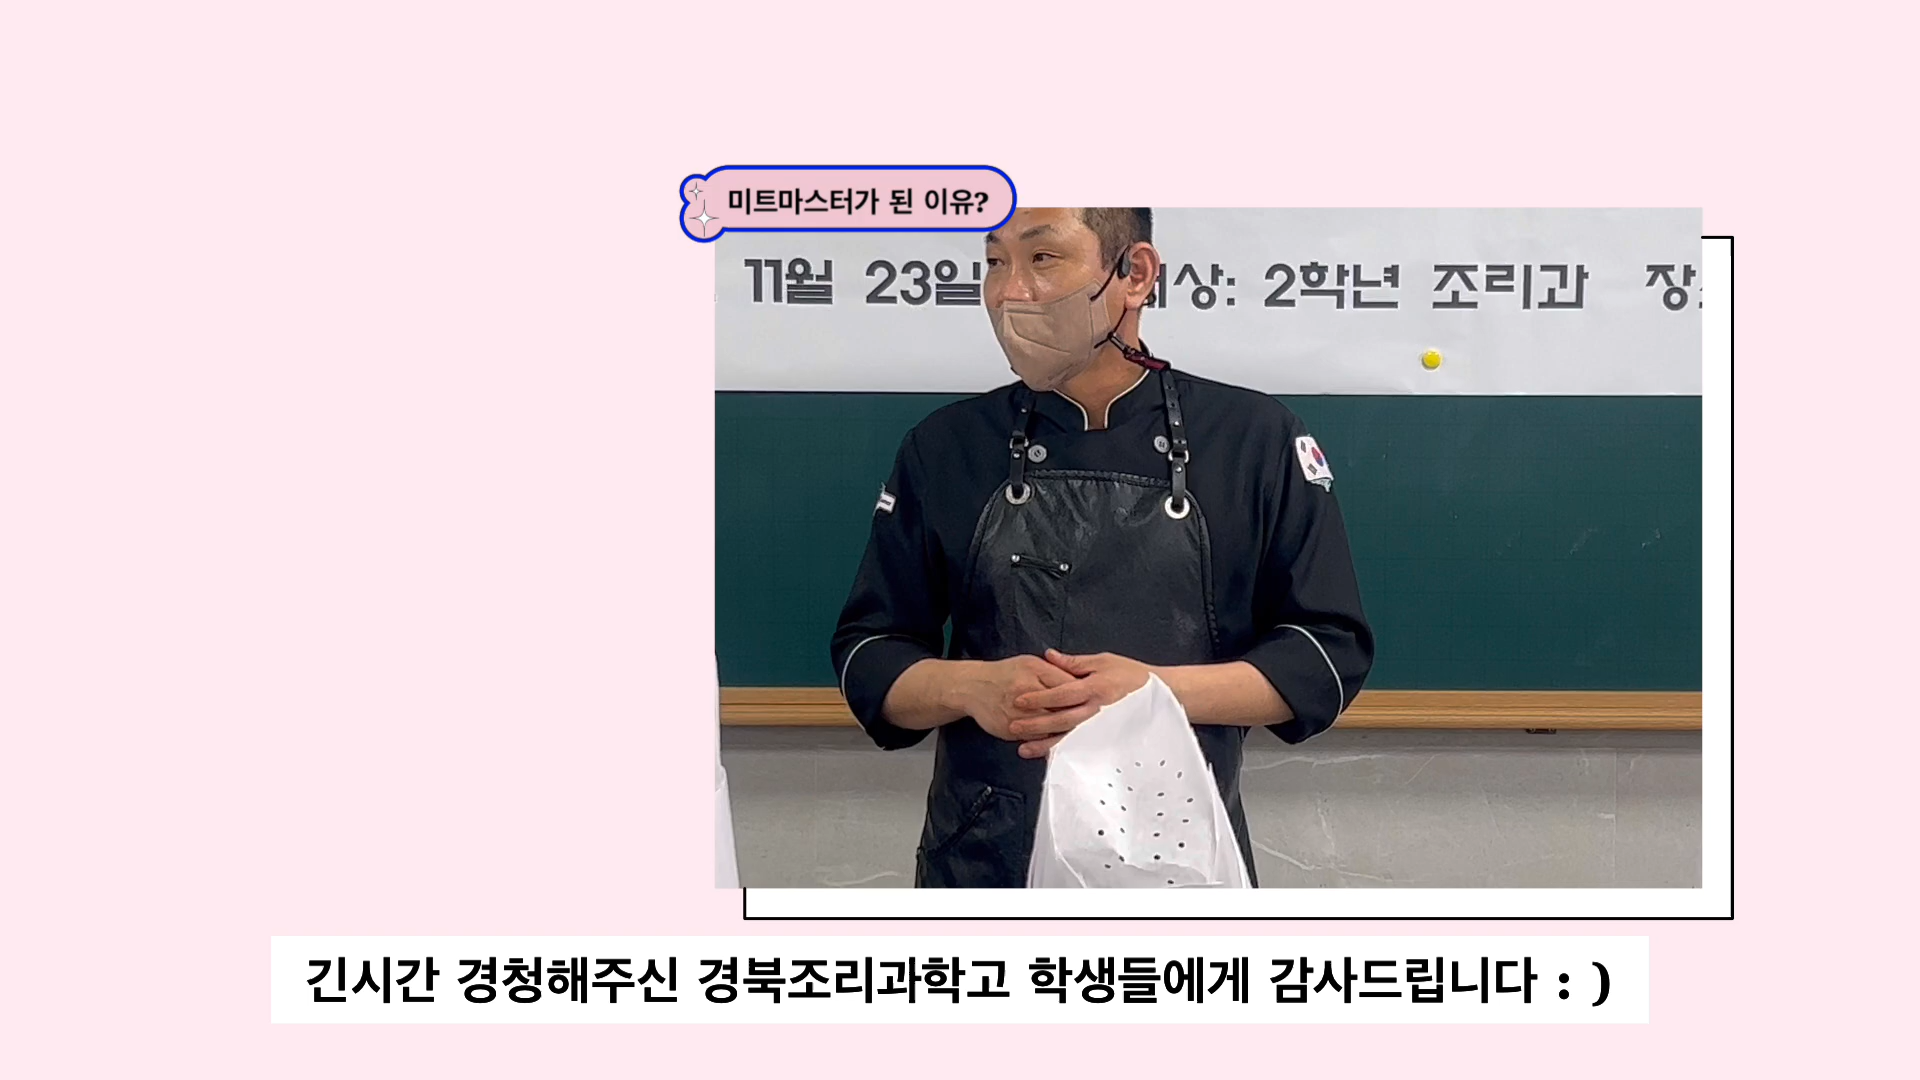 미트마스터가 된 이유?
11월 23일 상: 2학년 조리과
긴시간 경청해주신 경북조리과학고 학생들에게 감사드립니다 : )